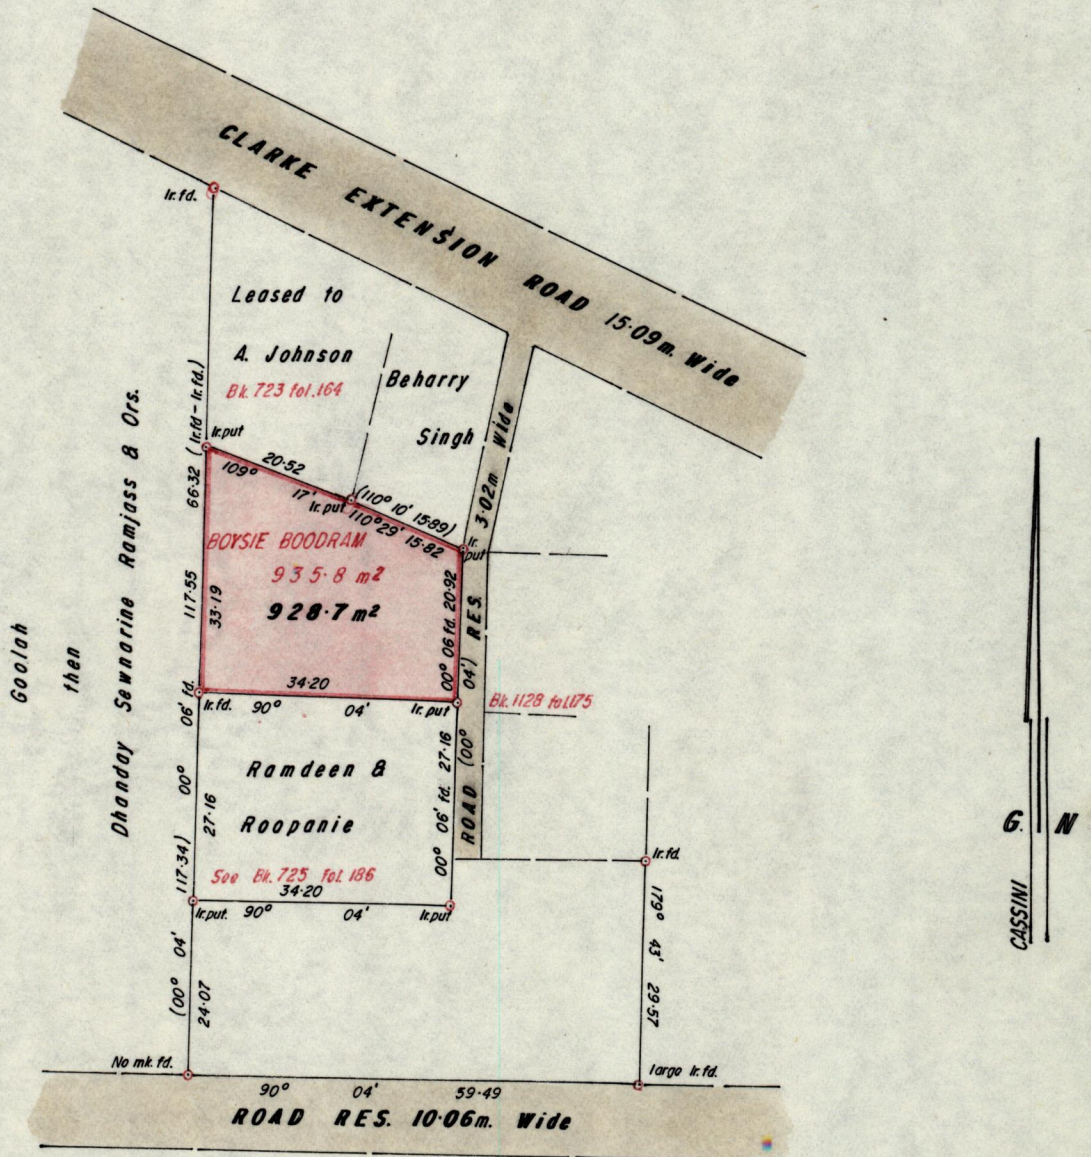 CLARKE EXTENSION ROAD 15·09m. Wide
Ir. fd.
Leased to
A. Johnson
Bk. 723 fol. 164
Beharry
Singh
3·02m Wide
Ir. put
66·32 (Ir. fd – Ir. fd.)
20·52
109° 17'
Ir. put
(110° 10' 15·89)
110° 29' 15·82
Ir. put
BOYSIE BOODRAM
935·8 m²
928·7 m²
117·55
33·19
00° 06' fd. 20·92
ROAD (00° 04') RES.
34·20
06' fd.
Ir. fd. 90° 04' Ir. put
Bk. 1128 fol. 175
Goolah
then
Dhanday Sewnarine Ramjass & Ors.
Ramdeen &
Roopanie
See Bk. 725 fol. 186
00°
27·16
117·34)
00° 06' fd. 27·16
34·20
Ir. put. 90° 04' Ir. put
Ir. fd.
179° 43' 29·57
(00° 04'
24·07
No mk. fd.
large Ir. fd.
90° 04' 59·49
ROAD RES. 10·06m. Wide
G. N
CASSINI